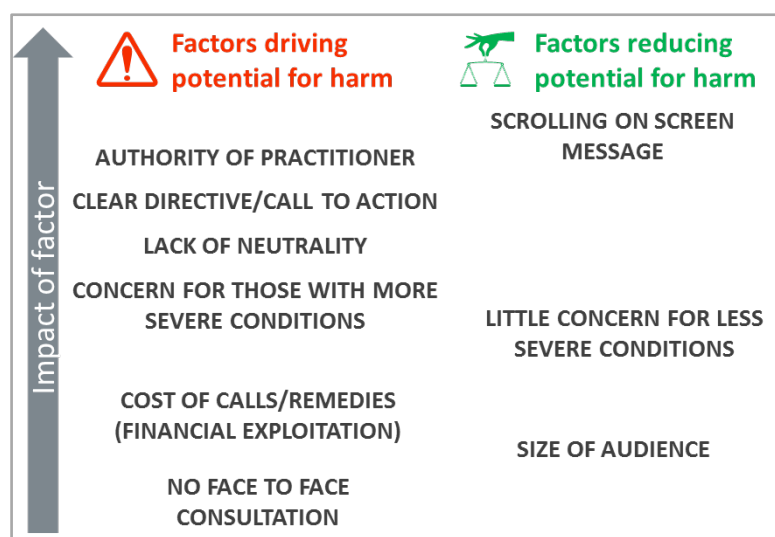 Impact of factor
Factors driving
potential for harm
AUTHORITY OF PRACTITIONER
CLEAR DIRECTIVE/CALL TO ACTION
LACK OF NEUTRALITY
CONCERN FOR THOSE WITH MORE
SEVERE CONDITIONS
COST OF CALLS/REMEDIES
(FINANCIAL EXPLOITATION)
NO FACE TO FACE
CONSULTATION
Factors reducing
potential for harm
SCROLLING ON SCREEN
MESSAGE
LITTLE CONCERN FOR LESS
SEVERE CONDITIONS
SIZE OF AUDIENCE